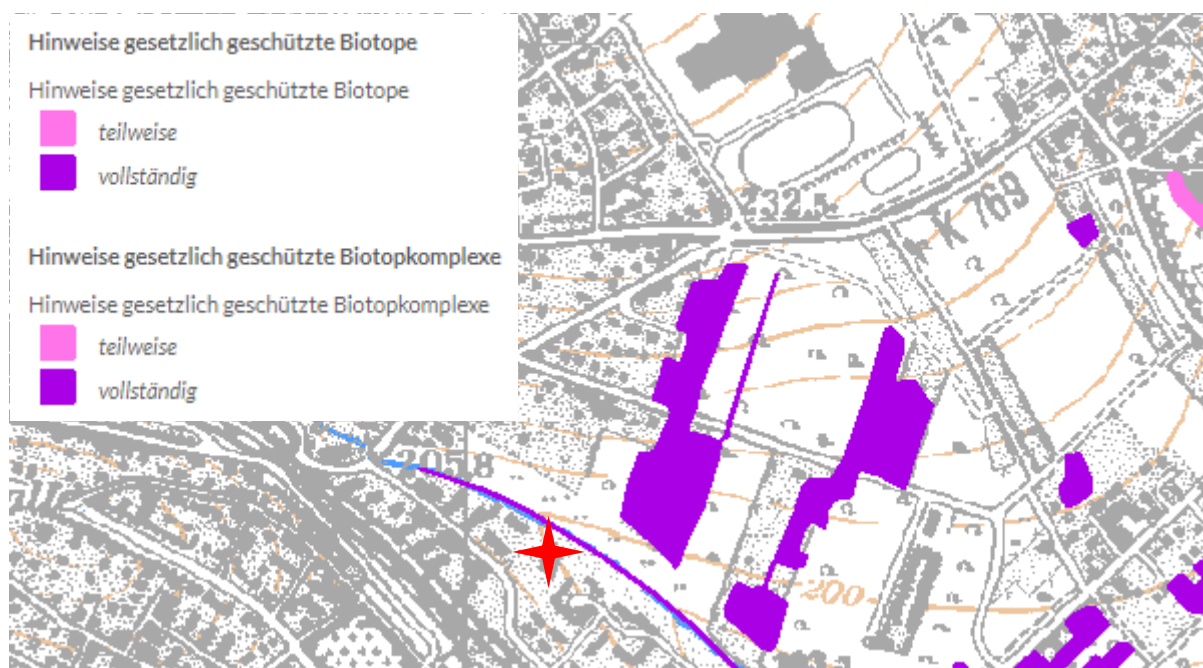 Hinweise gesetzlich geschützte Biotope
Hinweise gesetzlich geschützte Biotope
teilweise
vollständig
Hinweise gesetzlich geschützte Biotopkomplexe
Hinweise gesetzlich geschützte Biotopkomplexe
teilweise
vollständig
232,5
K 769
205,8
200